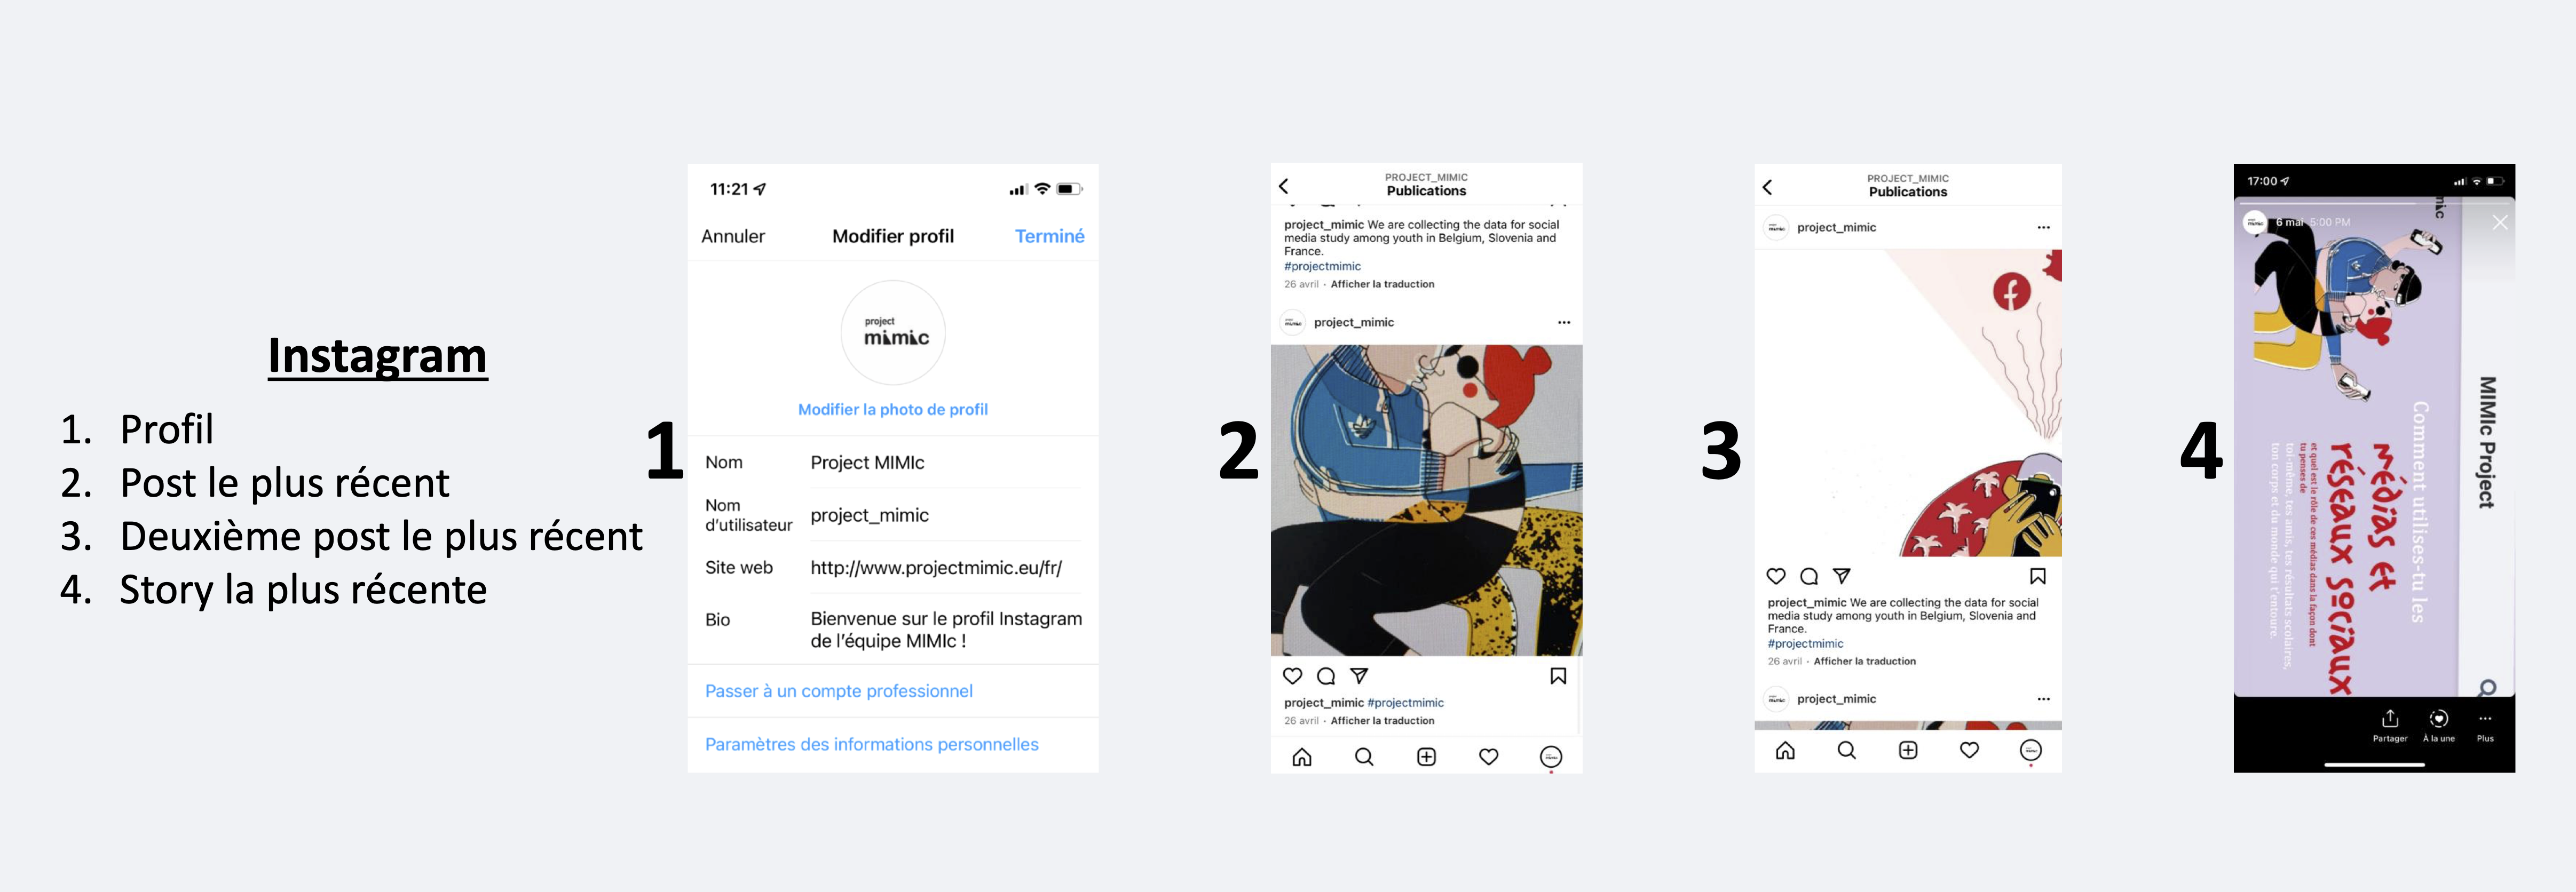 Instagram
1. Profil
2. Post le plus récent
3. Deuxième post le plus récent
4. Story la plus récente
1
11:21
Annuler
Modifier profil
Terminé
project
mimic
Modifier la photo de profil
Nom
Project MIMIc
Nom
d'utilisateur
project_mimic
Site web
http://www.projectmimic.eu/fr/
Bio
Bienvenue sur le profil Instagram
de l'équipe MIMIc !
Passer à un compte professionnel
Paramètres des informations personnelles
2
PROJECT_MIMIC
Publications
project_mimic We are collecting the data for social
media study among youth in Belgium, Slovenia and
France.
#projectmimic
26 avril · Afficher la traduction
project_mimic
project_mimic #projectmimic
26 avril · Afficher la traduction
3
PROJECT_MIMIC
Publications
project_mimic
project_mimic We are collecting the data for social
media study among youth in Belgium, Slovenia and
France.
#projectmimic
26 avril · Afficher la traduction
project_mimic
4
17:00
6 mai 5:00 PM
MIMIc Project
Comment utilises-tu les
médias et
réseaux sociaux
et quel est le rôle de ces médias dans la façon dont
tu penses de
toi-même, tes amis, tes résultats scolaires,
ton corps et du monde qui t'entoure.
Partager
À la une
Plus